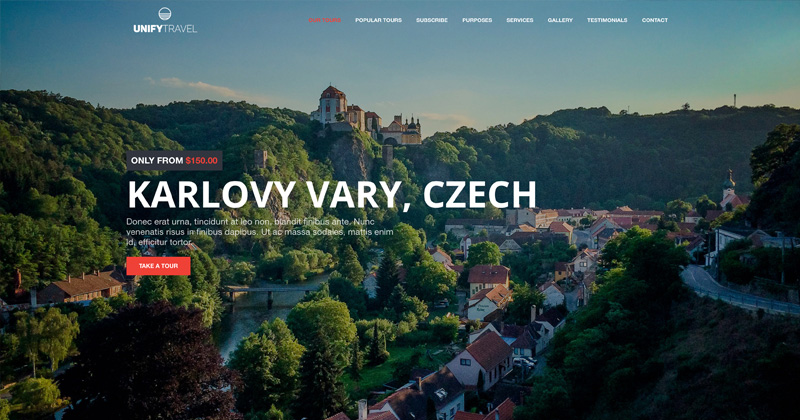 UNIFYTRAVEL
OUR TOURS
POPULAR TOURS
SUBSCRIBE
PURPOSES
SERVICES
GALLERY
TESTIMONIALS
CONTACT
ONLY FROM $150.00
KARLOVY VARY, CZECH
Donec erat urna, tincidunt at leo non, blandit finibus ante. Nunc
venenatis risus in finibus dapibus. Ut ac massa sodales, mattis enim
id, efficitur tortor.
TAKE A TOUR